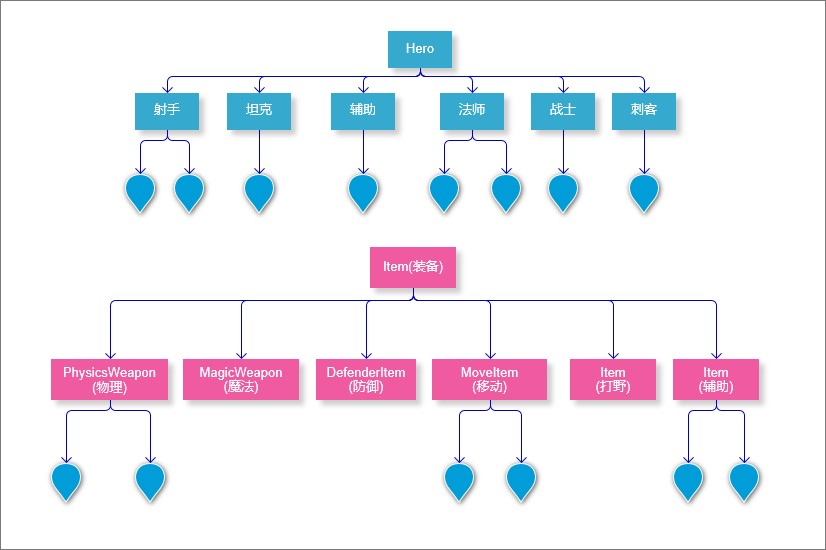 Hero
射手
坦克
辅助
法师
战士
刺客
Item(装备)
PhysicsWeapon
(物理)
MagicWeapon
(魔法)
DefenderItem
(防御)
MoveItem
(移动)
Item
(打野)
Item
(辅助)